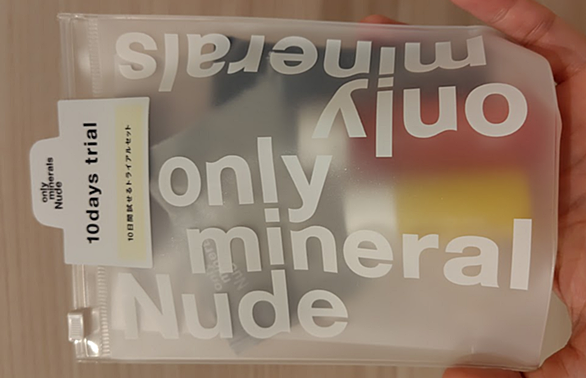 only
minerals
Nude
10days trial
10日間試せるトライアルセット
only
minerals
only
mineral
Nude